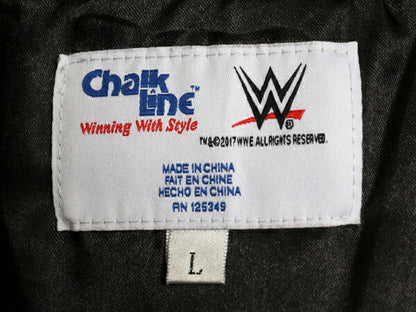 Chalk
Line™
Winning With Style
W
®
TM.&©2017 WWE ALL RIGHTS RESERVED.
MADE IN CHINA
FAIT EN CHINE
HECHO EN CHINA
RN 125349
L